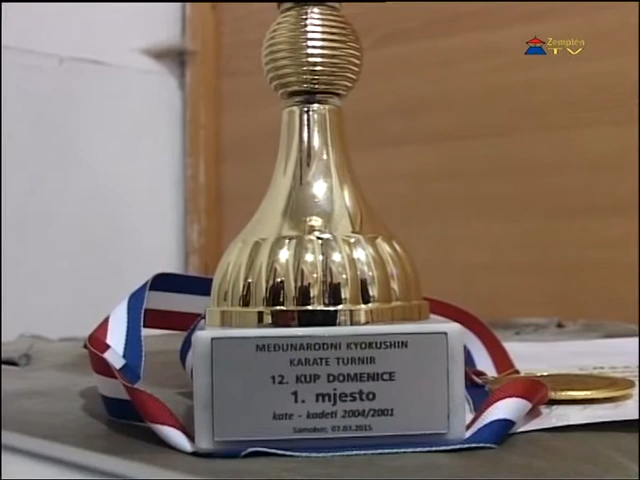 Zemplén
TV
MEĐUNARODNI KYOKUSHIN
KARATE TURNIR
12. KUP DOMENICE
1. mjesto
kate - kadeti 2004/2001
Samobor, 07.03.2015.